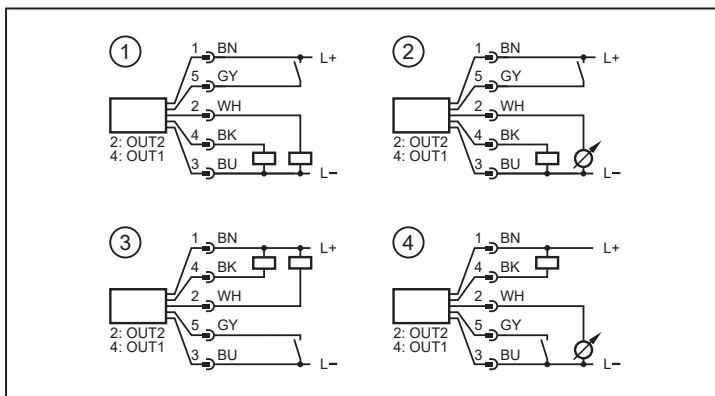 1
1 BN
L+
5 GY
2 WH
4 BK
3 BU
L–
2: OUT2
4: OUT1
2
1 BN
L+
5 GY
2 WH
4 BK
3 BU
L–
2: OUT2
4: OUT1
3
1 BN
L+
4 BK
2 WH
5 GY
3 BU
L–
2: OUT2
4: OUT1
4
1 BN
L+
4 BK
2 WH
5 GY
3 BU
L–
2: OUT2
4: OUT1